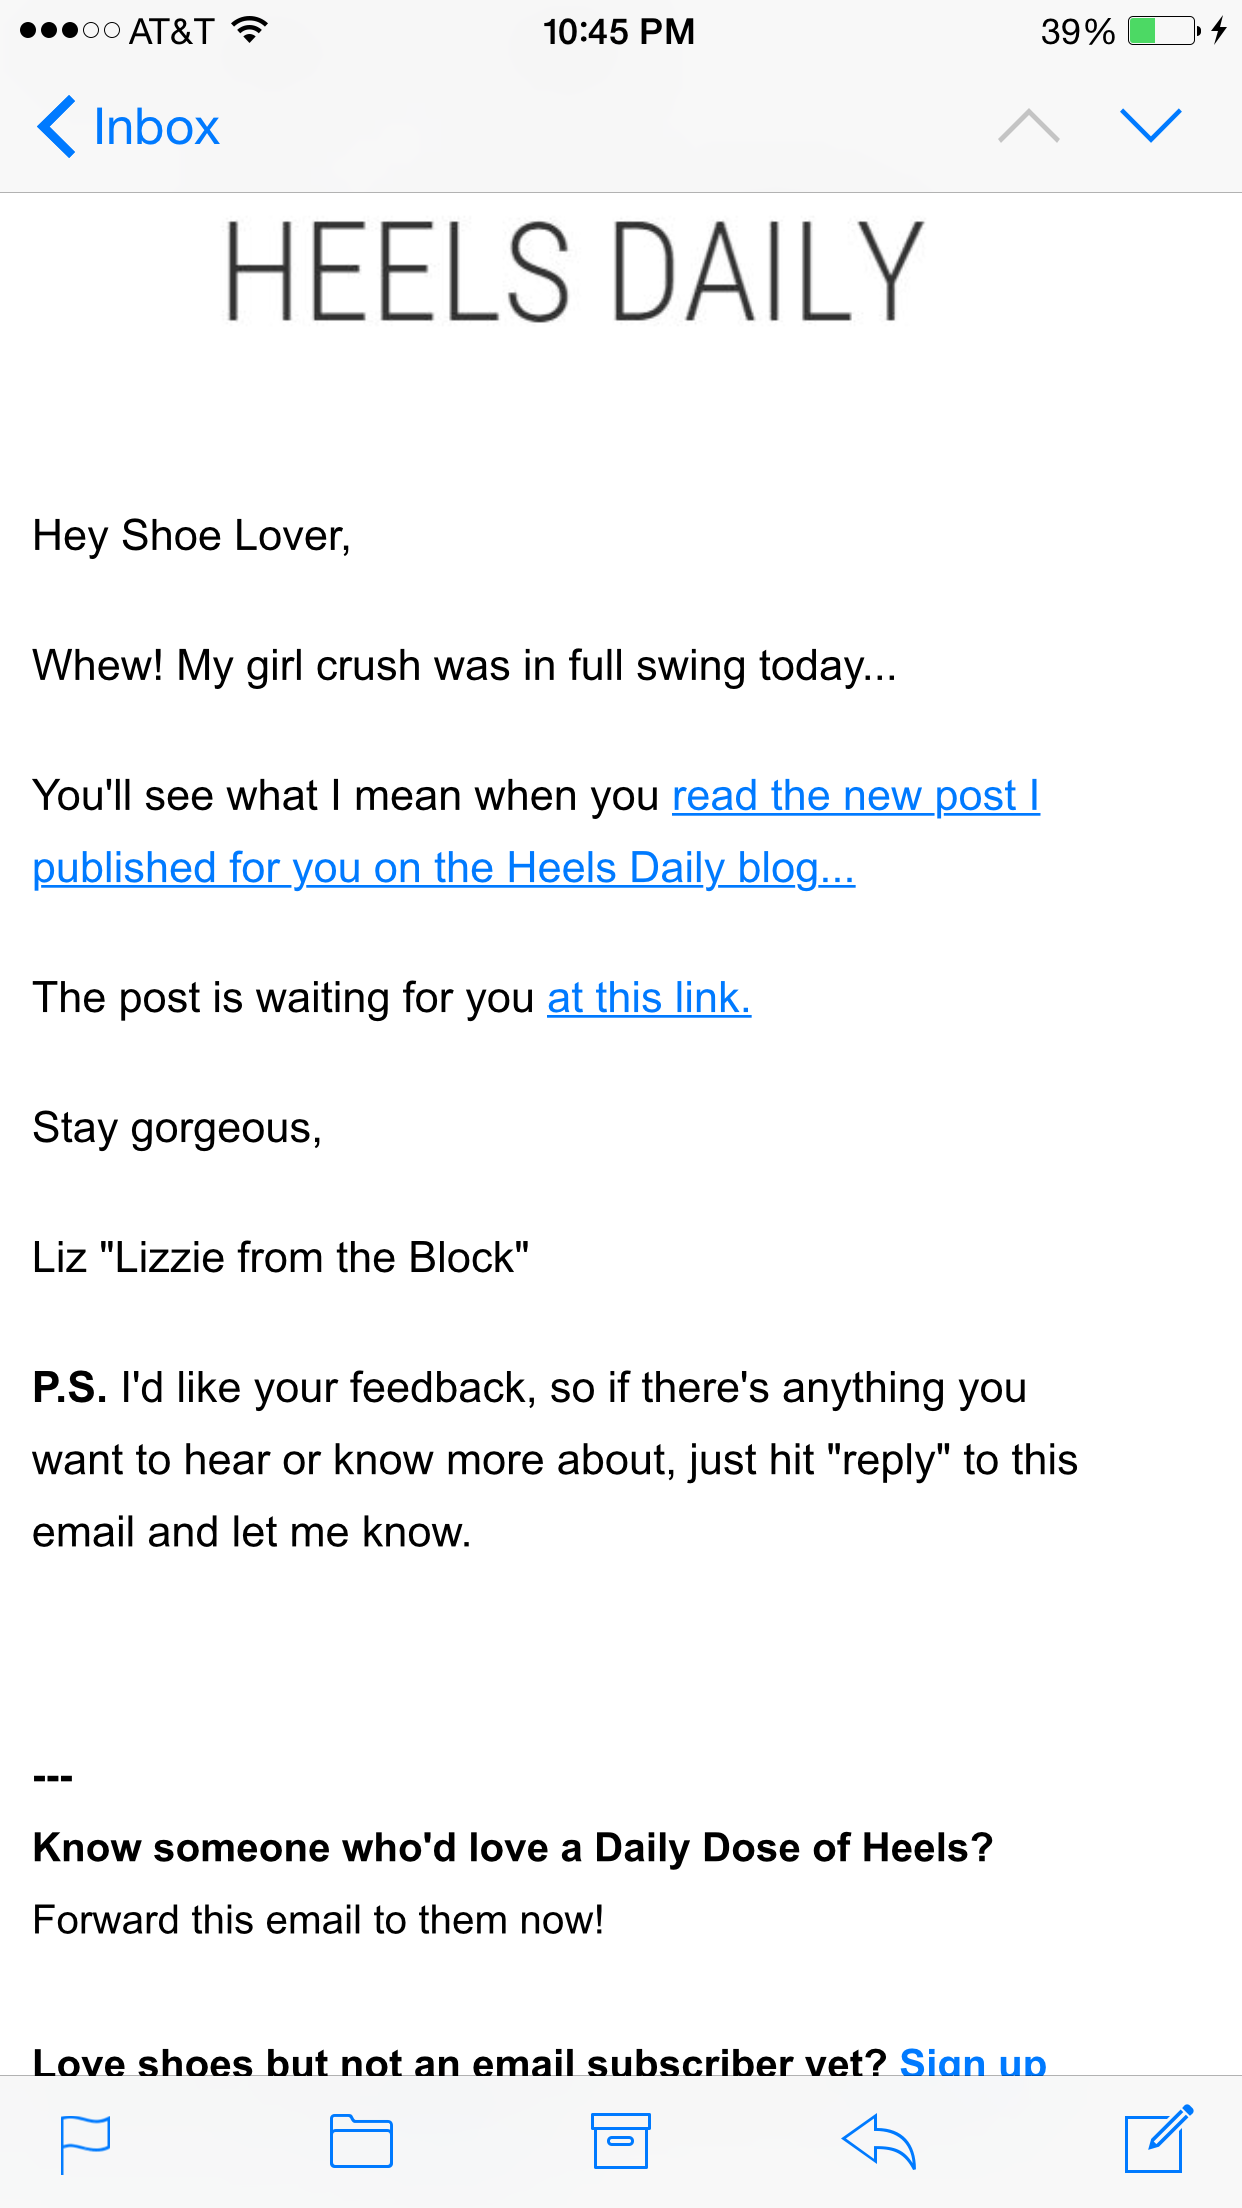 AT&T 10:45 PM 39%
Inbox
HEELS DAILY
Hey Shoe Lover,
Whew! My girl crush was in full swing today...
You'll see what I mean when you read the new post I
published for you on the Heels Daily blog...
The post is waiting for you at this link.
Stay gorgeous,
Liz "Lizzie from the Block"
P.S. I'd like your feedback, so if there's anything you
want to hear or know more about, just hit "reply" to this
email and let me know.
---
Know someone who'd love a Daily Dose of Heels?
Forward this email to them now!
Love shoes but not an email subscriber yet? Sign up